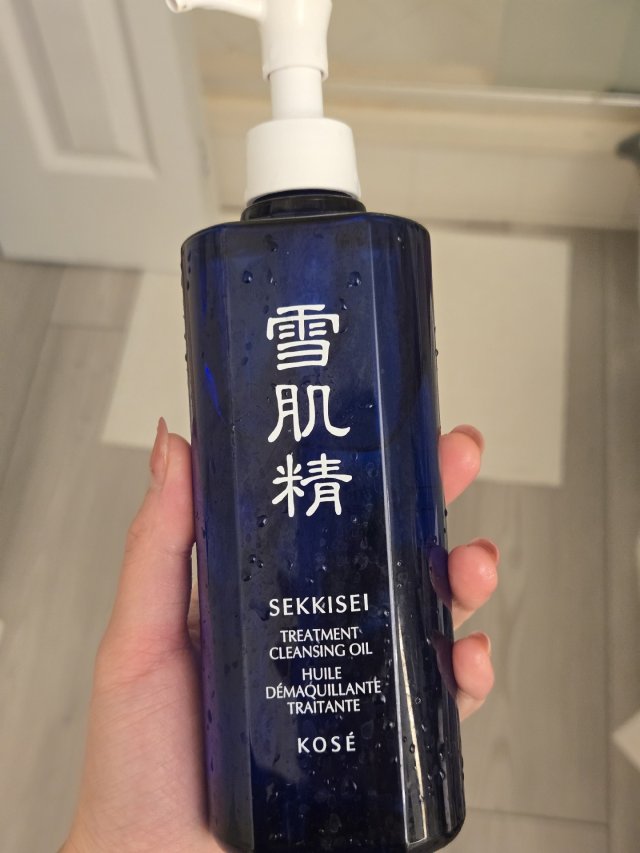 雪
肌
精
SEKKISEI
TREATMENT
CLEANSING OIL
HUILE
DÉMAQUILLANTE
TRAITANTE
KOSÉ